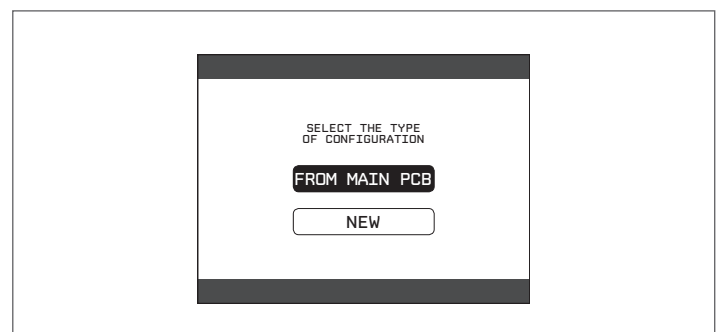 SELECT THE TYPE
OF CONFIGURATION
FROM MAIN PCB
NEW